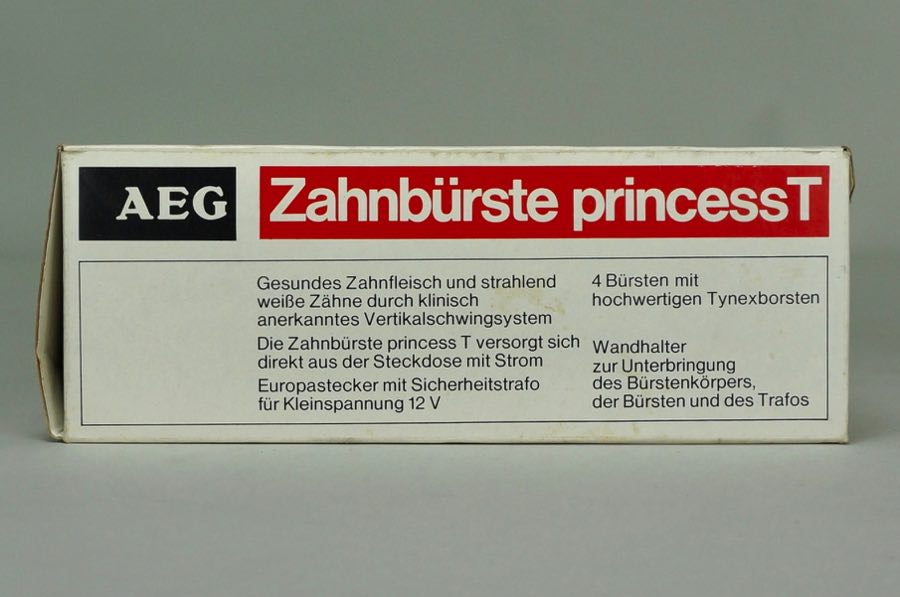 AEG
Zahnbürste princessT
Gesundes Zahnfleisch und strahlend
weiße Zähne durch klinisch
anerkanntes Vertikalschwingsystem
Die Zahnbürste princess T versorgt sich
direkt aus der Steckdose mit Strom
Europastecker mit Sicherheitstrafo
für Kleinspannung 12 V
4 Bürsten mit
hochwertigen Tynexborsten
Wandhalter
zur Unterbringung
des Bürstenkörpers,
der Bürsten und des Trafos